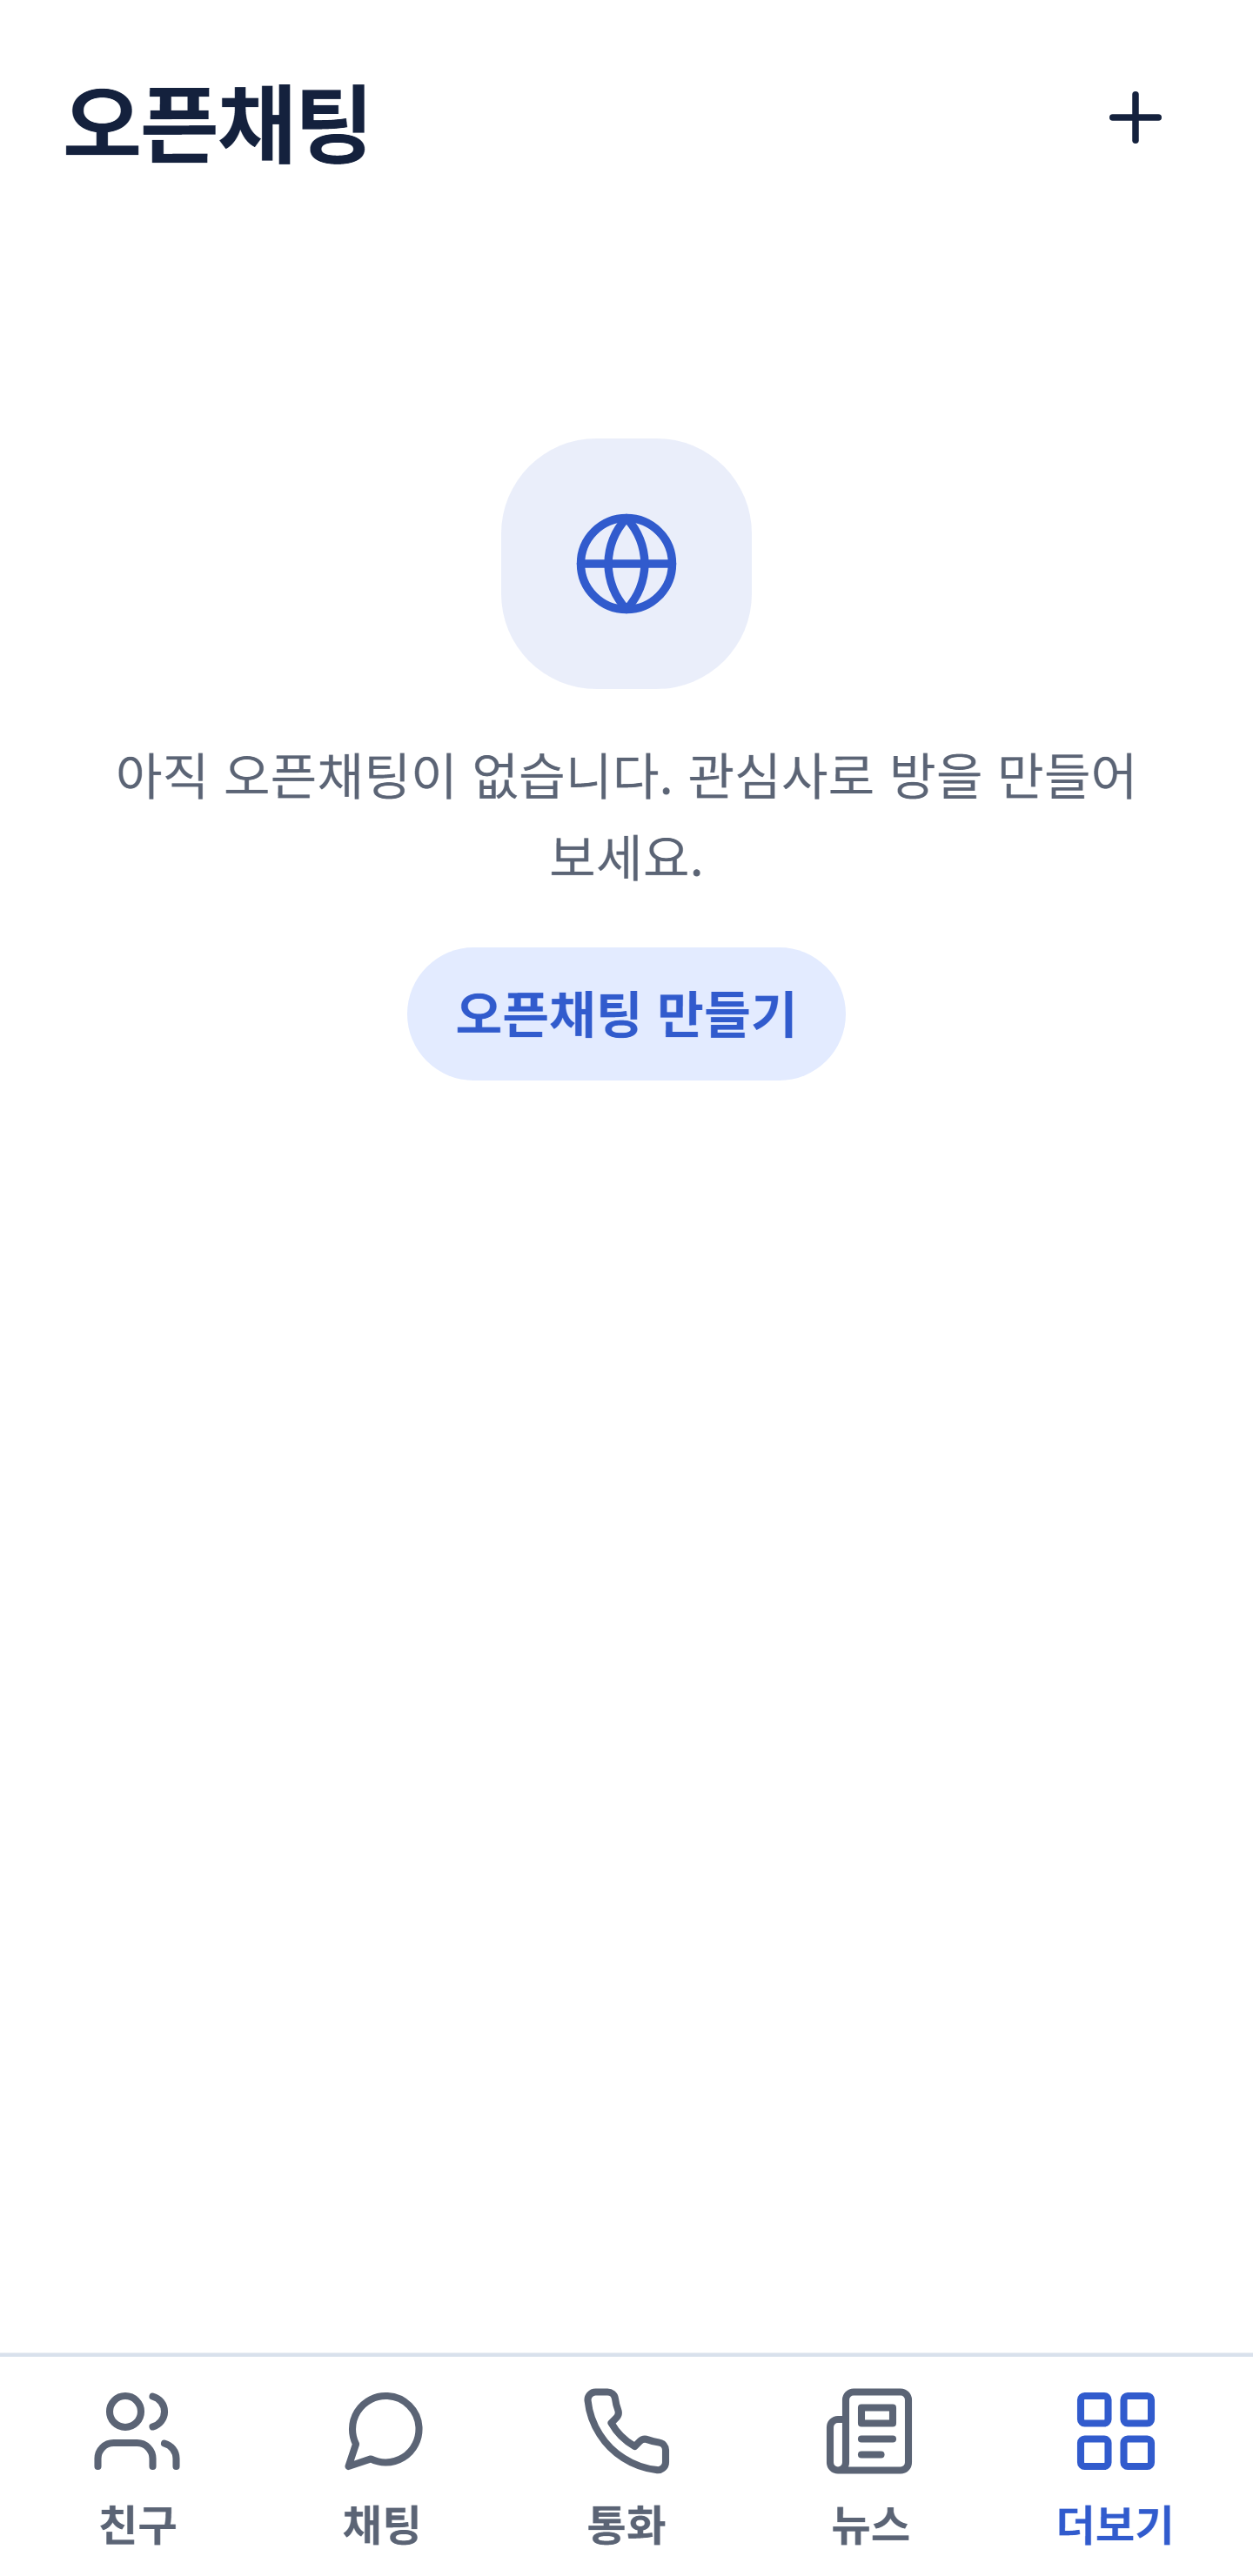 오픈채팅
아직 오픈채팅이 없습니다. 관심사로 방을 만들어
보세요.
오픈채팅 만들기
친구
채팅
통화
뉴스
더보기